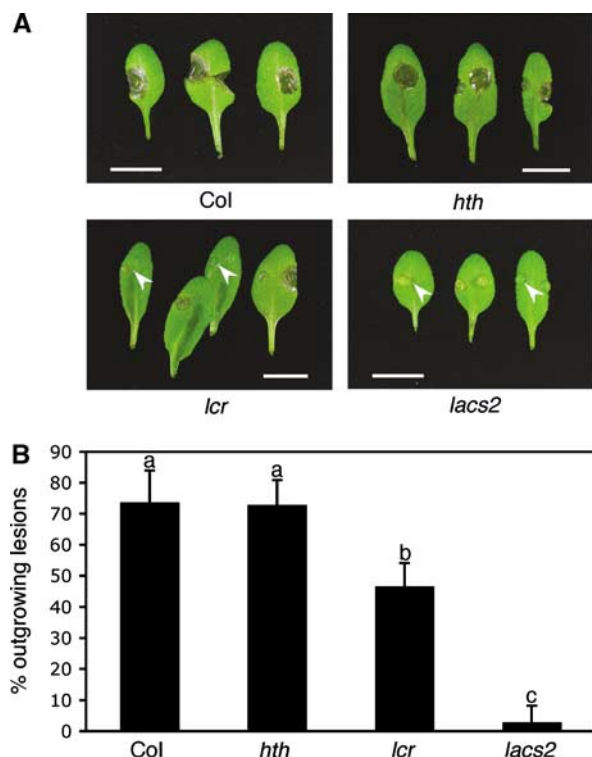 A
Col
hth
lcr
lacs2
B
% outgrowing lesions
90
80
70
60
50
40
30
20
10
0
a
a
b
c
Col
hth
lcr
lacs2